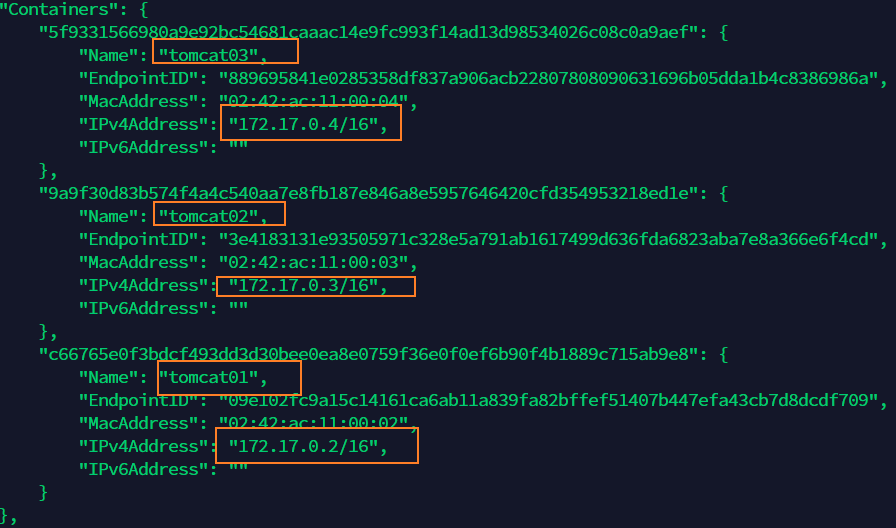 "Containers": {
"5f9331566980a9e92bc54681caaac14e9fc993f14ad13d98534026c08c0a9aef": {
"Name": "tomcat03",
"EndpointID": "889695841e0285358df837a906acb22807808090631696b05dda1b4c8386986a",
"MacAddress": "02:42:ac:11:00:04",
"IPv4Address": "172.17.0.4/16",
"IPv6Address": ""
},
"9a9f30d83b574f4a4c540aa7e8fb187e846a8e5957646420cfd354953218ed1e": {
"Name": "tomcat02",
"EndpointID": "3e4183131e93505971c328e5a791ab1617499d636fda6823aba7e8a366e6f4cd",
"MacAddress": "02:42:ac:11:00:03",
"IPv4Address": "172.17.0.3/16",
"IPv6Address": ""
},
"c66765e0f3bdcf493dd3d30bee0ea8e0759f36e0f0ef6b90f4b1889c715ab9e8": {
"Name": "tomcat01",
"EndpointID": "09e102fc9a15c14161ca6ab11a839fa82bffef51407b447efa43cb7d8dcdf709",
"MacAddress": "02:42:ac:11:00:02",
"IPv4Address": "172.17.0.2/16",
"IPv6Address": ""
}
},